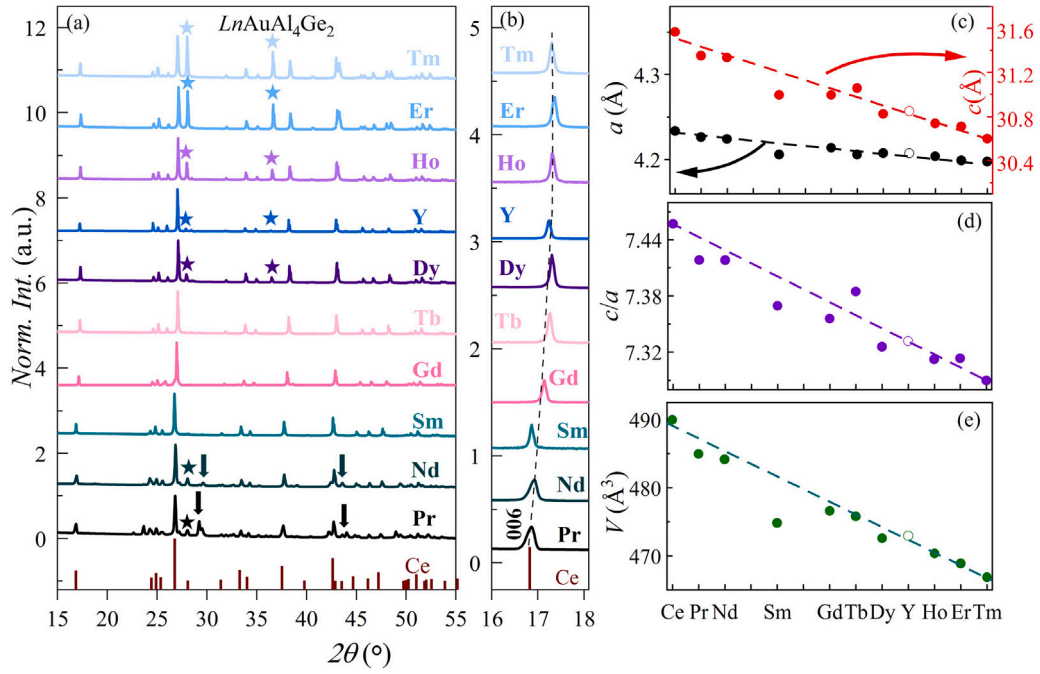 (a)
LnAuAl4Ge2
Norm. Int. (a.u.)
12
10
8
6
4
2
0
Tm
Er
Ho
Y
Dy
Tb
Gd
Sm
Nd
Pr
Ce
15 20 25 30 35 40 45 50 55
2θ (°)
(b)
5
4
3
2
1
0
Tm
Er
Ho
Y
Dy
Tb
Gd
Sm
Nd
Pr
Ce
006
16 17 18
(c)
a (Å)
4.3
4.2
c(Å)
31.6
31.2
30.8
30.4
(d)
c/a
7.44
7.38
7.32
(e)
V (Å³)
490
480
470
Ce Pr Nd Sm Gd Tb Dy Y Ho Er Tm